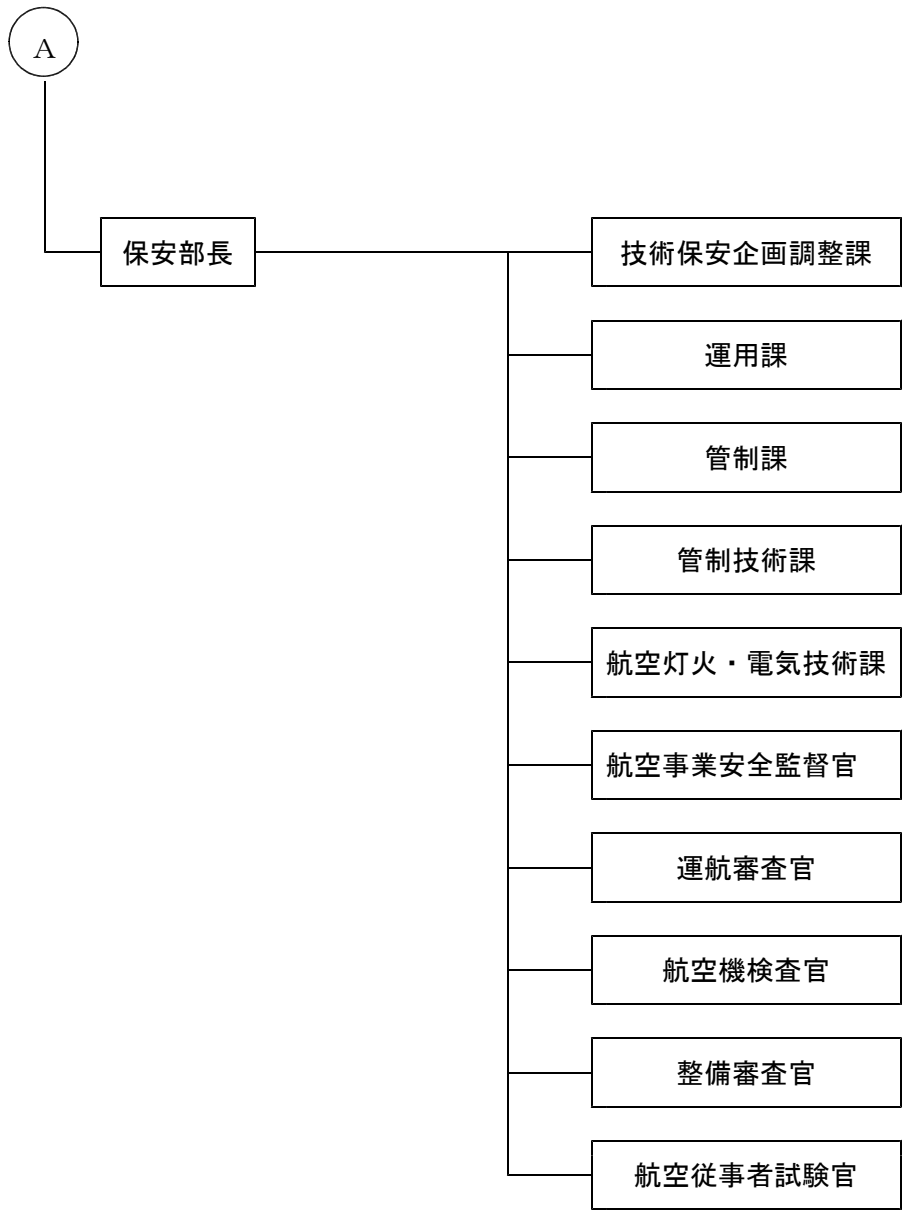 A
保安部長
技術保安企画調整課
運用課
管制課
管制技術課
航空灯火・電気技術課
航空事業安全監督官
運航審査官
航空機検査官
整備審査官
航空従事者試験官